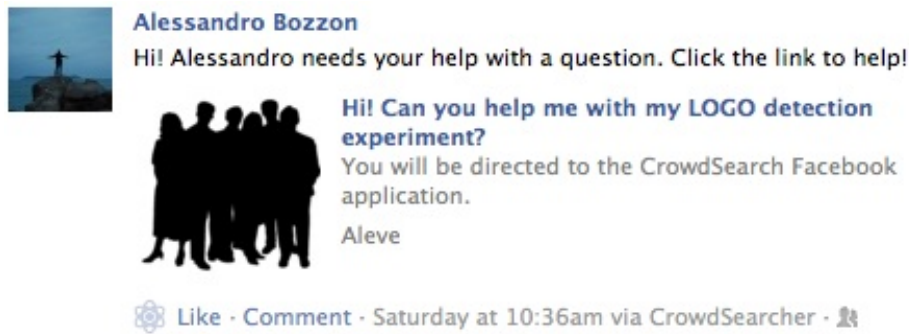 Alessandro Bozzon
Hi! Alessandro needs your help with a question. Click the link to help!
Hi! Can you help me with my LOGO detection
experiment?
You will be directed to the CrowdSearch Facebook
application.
Aleve
Like · Comment · Saturday at 10:36am via CrowdSearcher ·